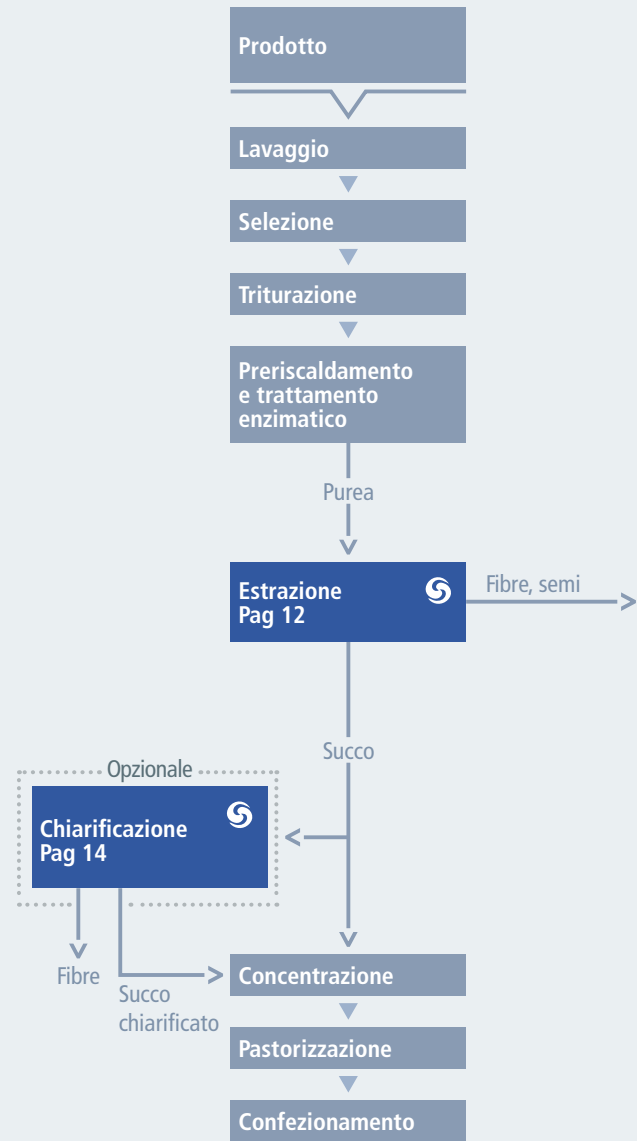 Prodotto
Lavaggio
Selezione
Triturazione
Preriscaldamento
e trattamento
enzimatico
Purea
Estrazione
Pag 12
Fibre, semi
Succo
Opzionale
Chiarificazione
Pag 14
Fibre
Succo
chiarificato
Concentrazione
Pastorizzazione
Confezionamento